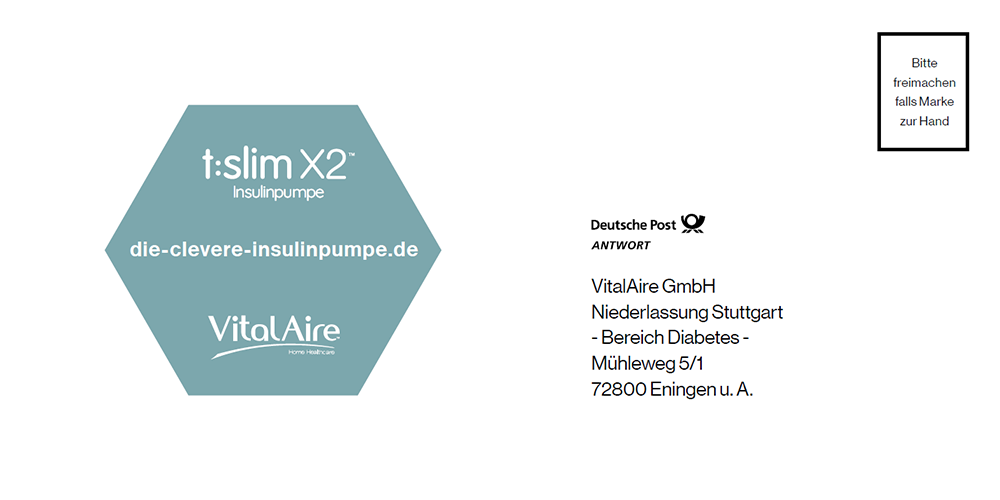 t:slim X2™
Insulinpumpe
die-clevere-insulinpumpe.de
VitalAire™
Home Healthcare
Bitte
freimachen
falls Marke
zur Hand
Deutsche Post
ANTWORT
VitalAire GmbH
Niederlassung Stuttgart
- Bereich Diabetes -
Mühleweg 5/1
72800 Eningen u. A.